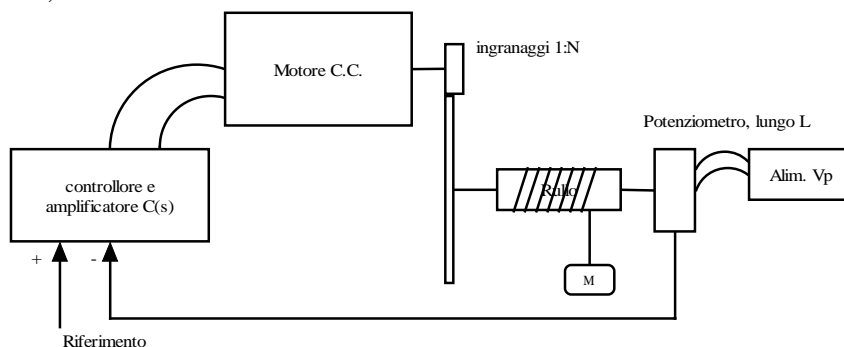 ingranaggi 1:N
Motore C.C.
Potenziometro, lungo L
controllore e
amplificatore C(s)
Rullo
Alim. Vp
+
-
M
Riferimento